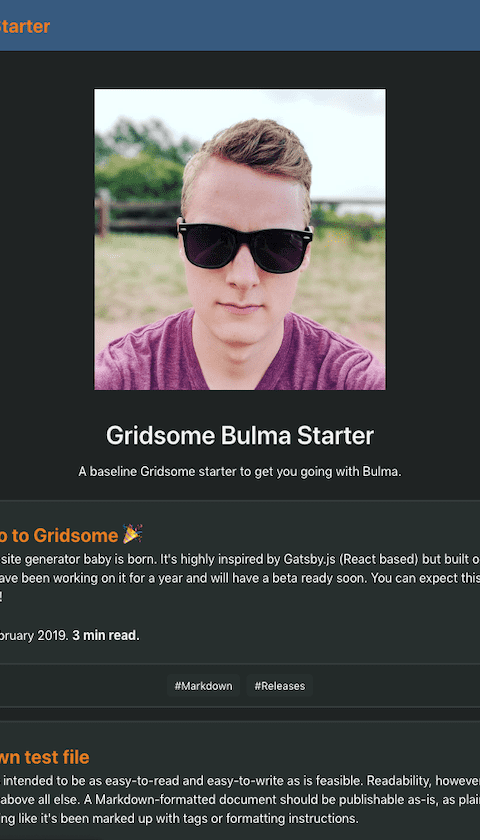 Starter
Gridsome Bulma Starter
A baseline Gridsome starter to get you going with Bulma.
o to Gridsome 🎉
site generator baby is born. It's highly inspired by Gatsby.js (React based) but built o
ave been working on it for a year and will have a beta ready soon. You can expect this
!
bruary 2019. 3 min read.
#Markdown #Releases
wn test file
intended to be as easy-to-read and easy-to-write as is feasible. Readability, howeve
above all else. A Markdown-formatted document should be publishable as-is, as plai
ng like it's been marked up with tags or formatting instructions.